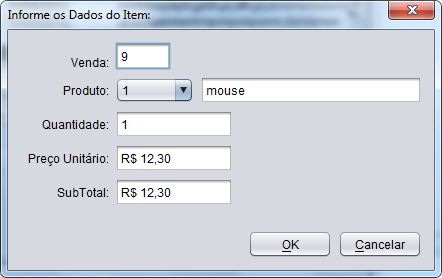 Informe os Dados do Item:
Venda: 9
Produto: 1 mouse
Quantidade: 1
Preço Unitário: R$ 12,30
SubTotal: R$ 12,30
OK Cancelar